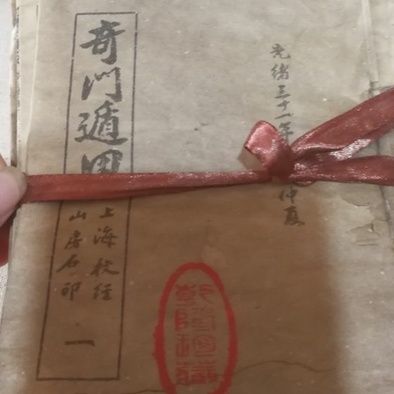 光緒三十一年
仲夏
奇門遁甲
上海校經
山房石印
一